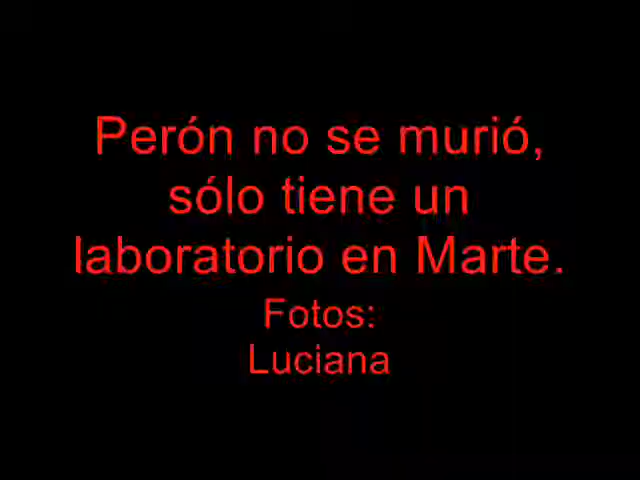 Perón no se murió,
sólo tiene un
laboratorio en Marte.
Fotos:
Luciana